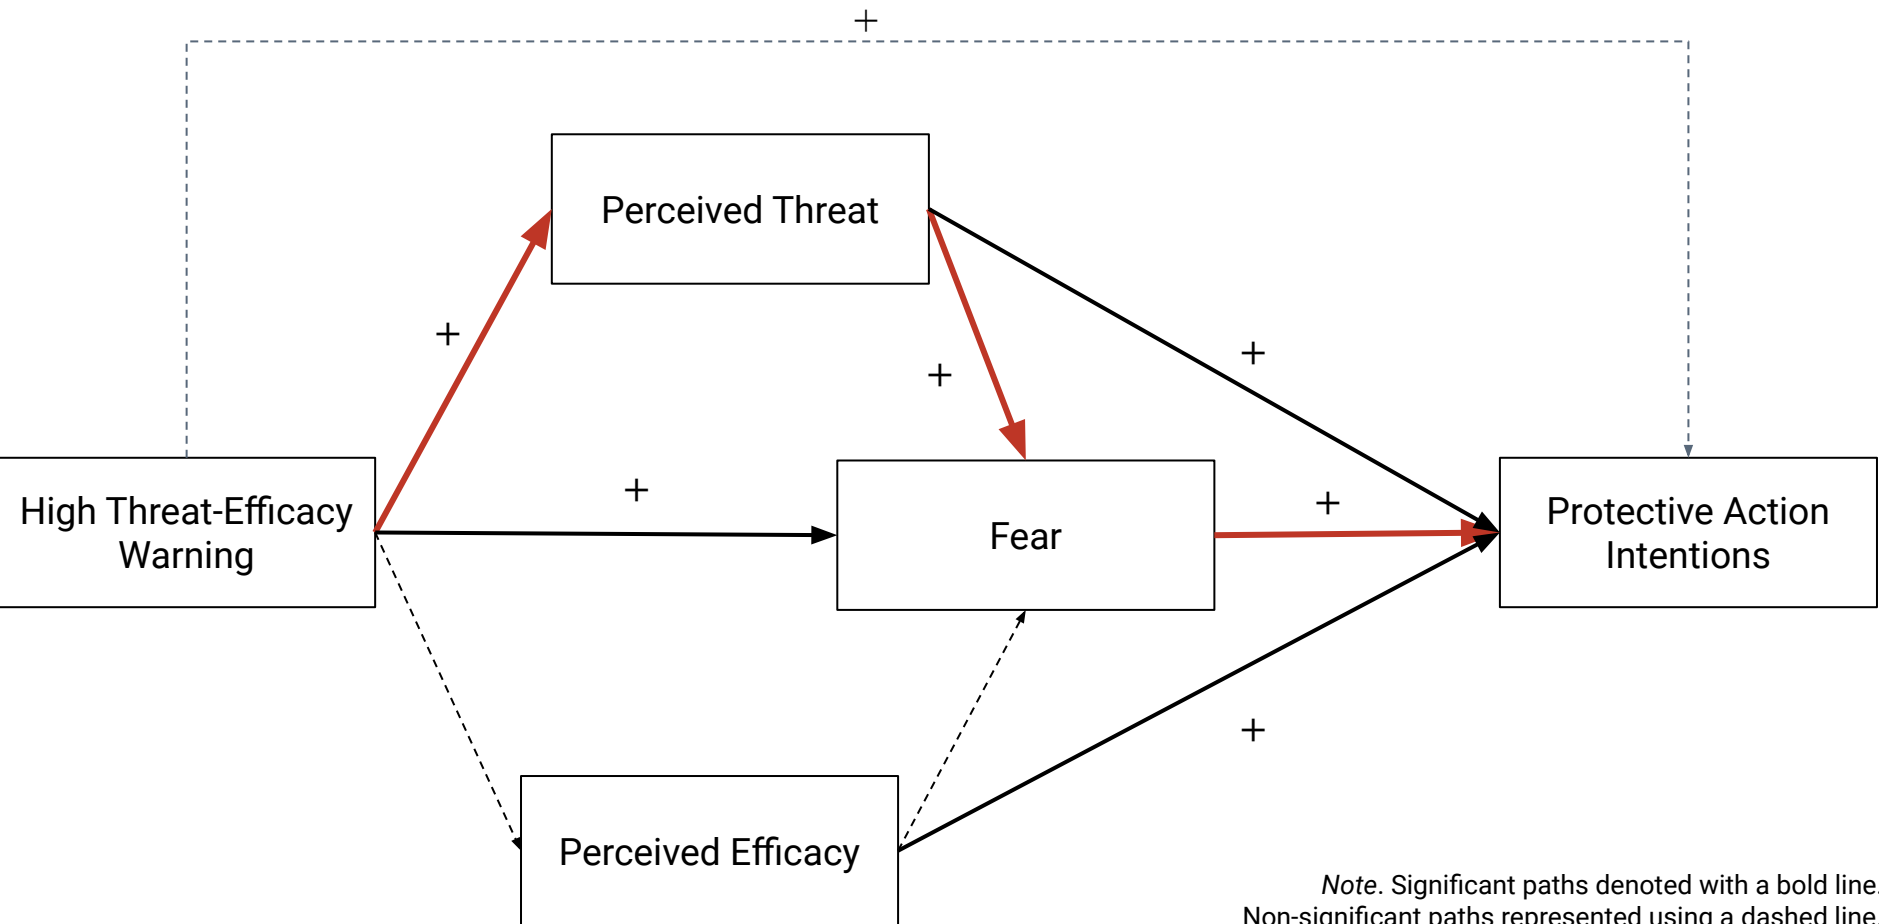 +
Perceived Threat
+
+
+
High Threat-Efficacy
Warning
+
Fear
+
Protective Action
Intentions
+
Perceived Efficacy
Note. Significant paths denoted with a bold line.
Non-significant paths represented using a dashed line.